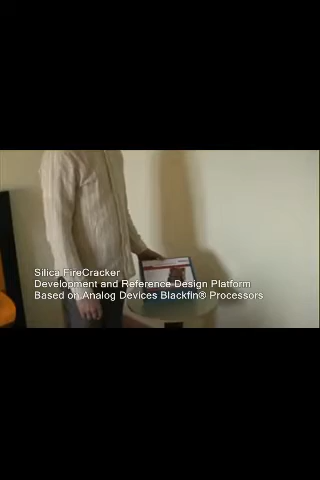 Silica FireCracker
Development and Reference Design Platform
Based on Analog Devices Blackfin® Processors